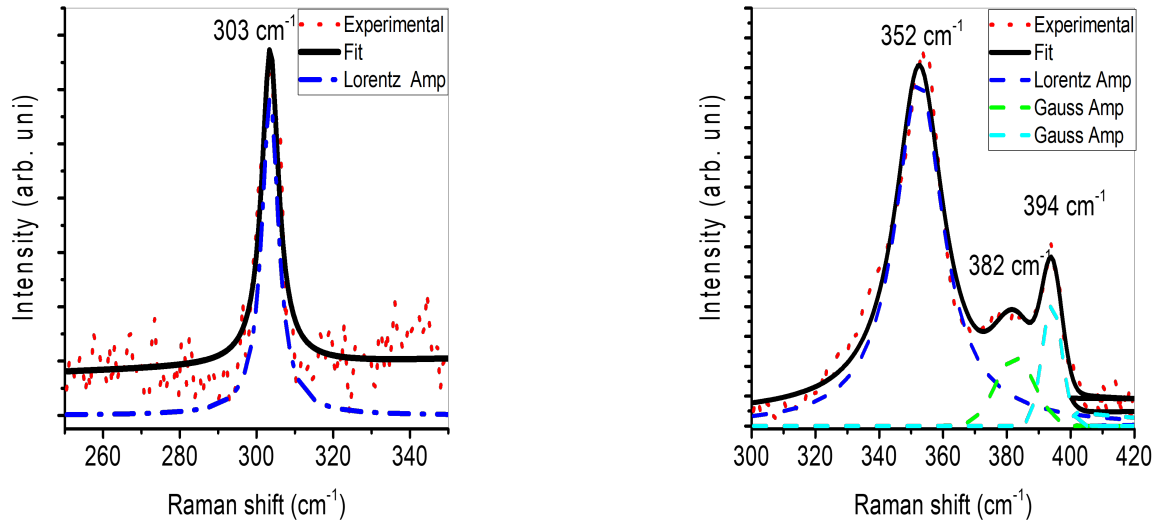 303 cm-1
Experimental
Fit
Lorentz Amp
Intensity (arb. uni)
260 280 300 320 340
Raman shift (cm-1)
352 cm-1
Experimental
Fit
Lorentz Amp
Gauss Amp
Gauss Amp
394 cm-1
382 cm-1
Intensity (arb. uni)
300 320 340 360 380 400 420
Raman shift (cm-1)